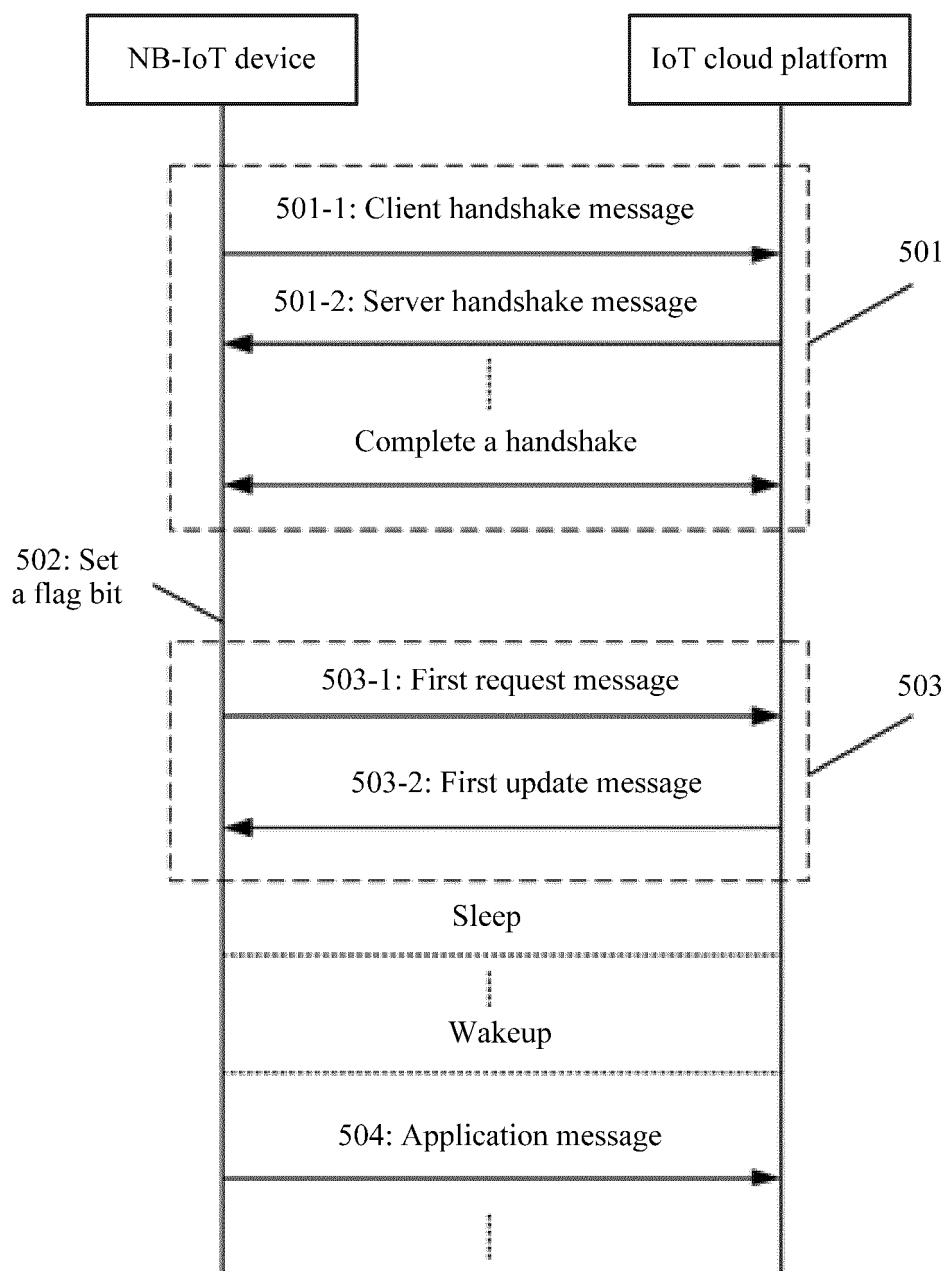 NB-IoT device
IoT cloud platform
501-1: Client handshake message
501
501-2: Server handshake message
Complete a handshake
502: Set
a flag bit
503-1: First request message
503
503-2: First update message
Sleep
Wakeup
504: Application message